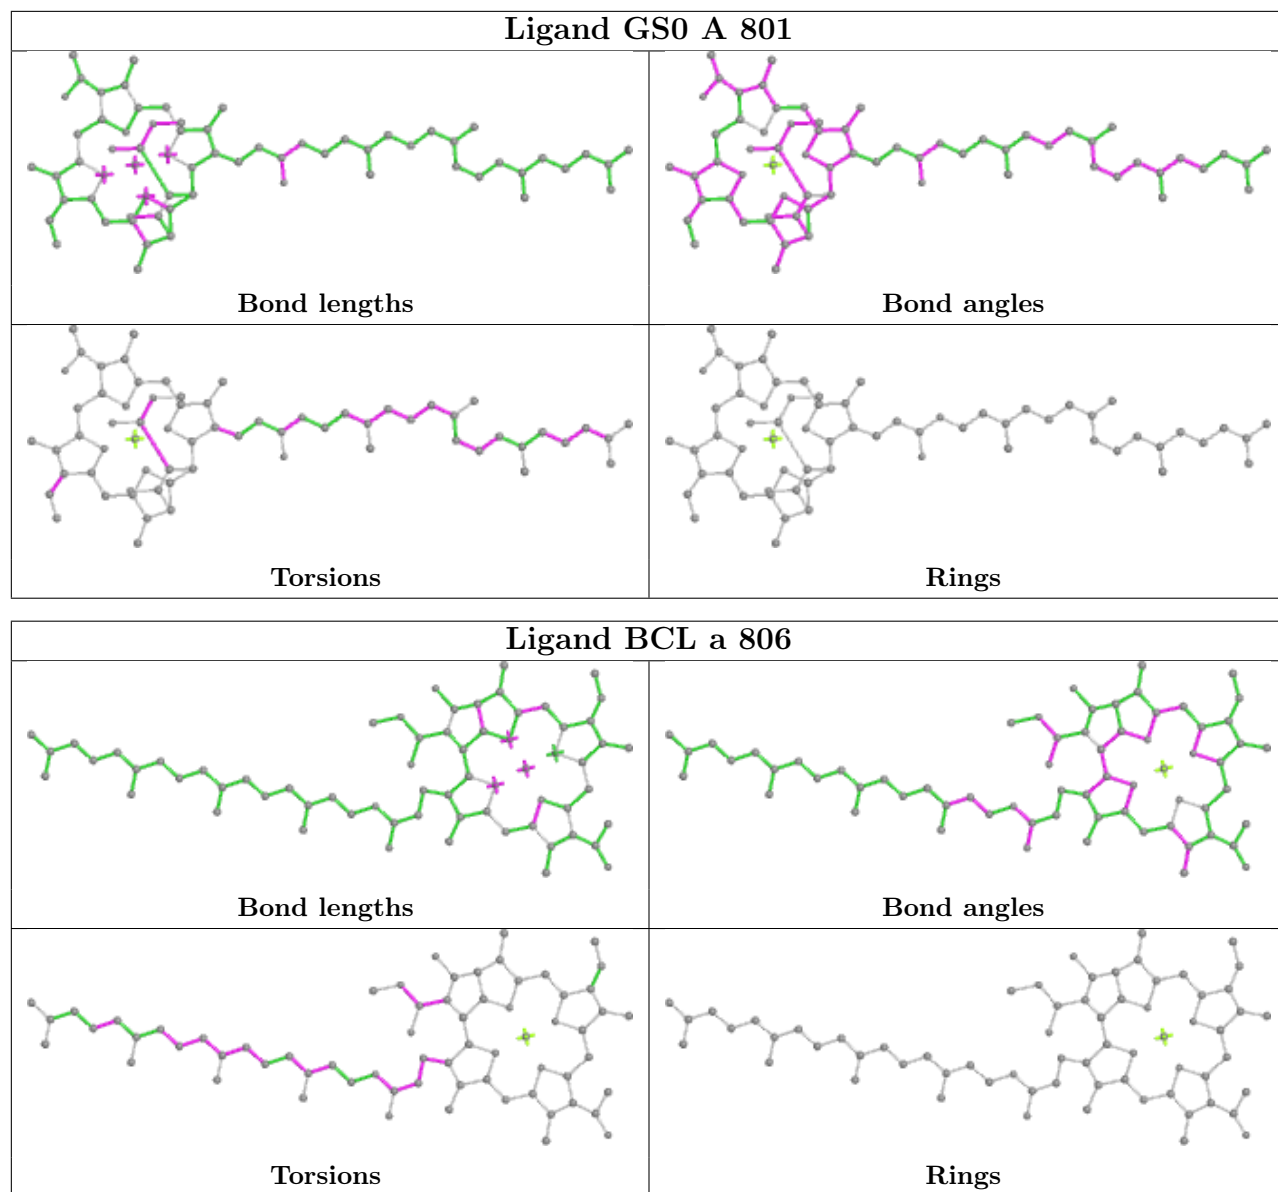 Ligand GS0 A 801
Bond lengths
Bond angles
Torsions
Rings
Ligand BCL a 806
Bond lengths
Bond angles
Torsions
Rings